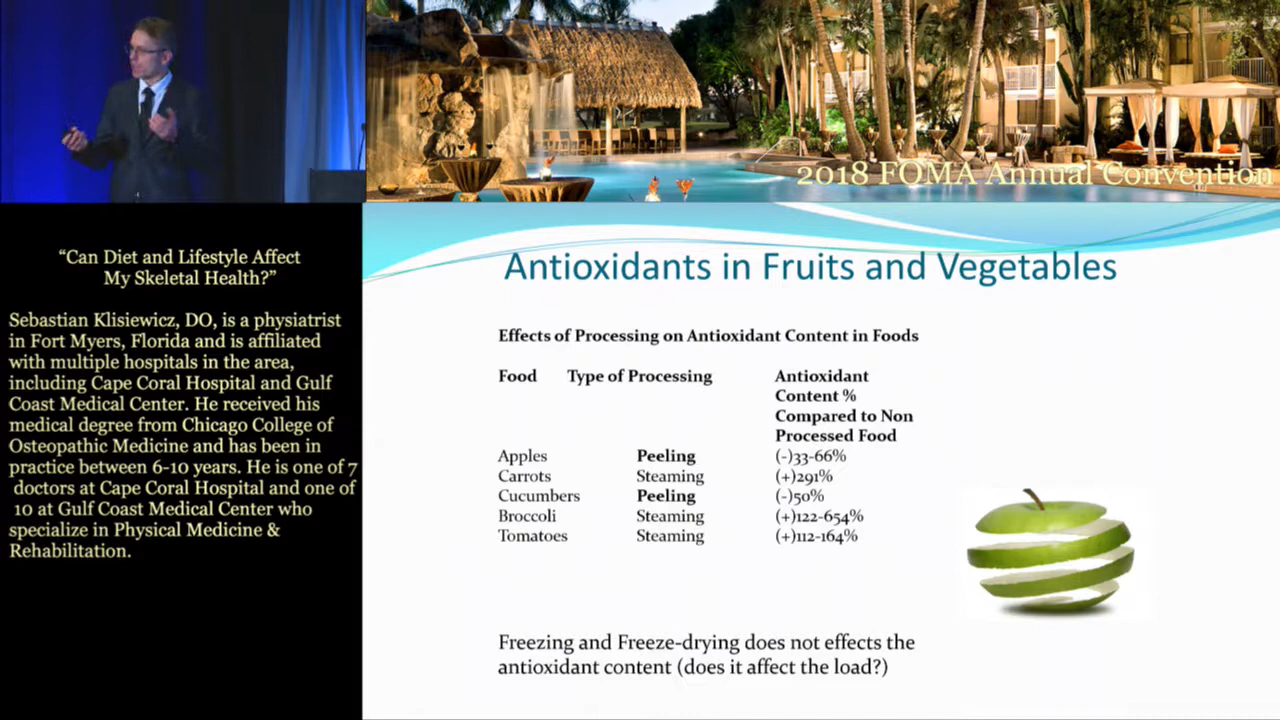 2018 FOMA Annual Convention
“Can Diet and Lifestyle Affect
My Skeletal Health?”
Sebastian Klisiewicz, DO, is a physiatrist
in Fort Myers, Florida and is affiliated
with multiple hospitals in the area,
including Cape Coral Hospital and Gulf
Coast Medical Center. He received his
medical degree from Chicago College of
Osteopathic Medicine and has been in
practice between 6-10 years. He is one of 7
doctors at Cape Coral Hospital and one of
10 at Gulf Coast Medical Center who
specialize in Physical Medicine &
Rehabilitation.
Antioxidants in Fruits and Vegetables
Effects of Processing on Antioxidant Content in Foods
Food Type of Processing Antioxidant
Content %
Compared to Non
Processed Food
Apples Peeling (-)33-66%
Carrots Steaming (+)291%
Cucumbers Peeling (-)50%
Broccoli Steaming (+)122-654%
Tomatoes Steaming (+)112-164%
Freezing and Freeze-drying does not effects the
antioxidant content (does it affect the load?)